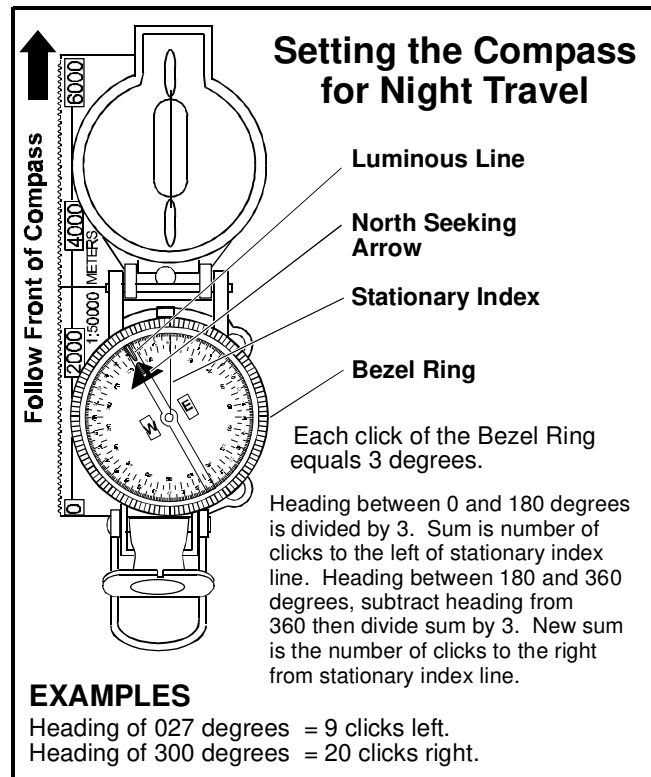 Setting the Compass
for Night Travel
Follow Front of Compass
6000
4000
2000
0
1:50000 METERS
Luminous Line
North Seeking
Arrow
Stationary Index
Bezel Ring
W
E
Each click of the Bezel Ring
equals 3 degrees.
Heading between 0 and 180 degrees
is divided by 3. Sum is number of
clicks to the left of stationary index
line. Heading between 180 and 360
degrees, subtract heading from
360 then divide sum by 3. New sum
is the number of clicks to the right
from stationary index line.
EXAMPLES
Heading of 027 degrees = 9 clicks left.
Heading of 300 degrees = 20 clicks right.